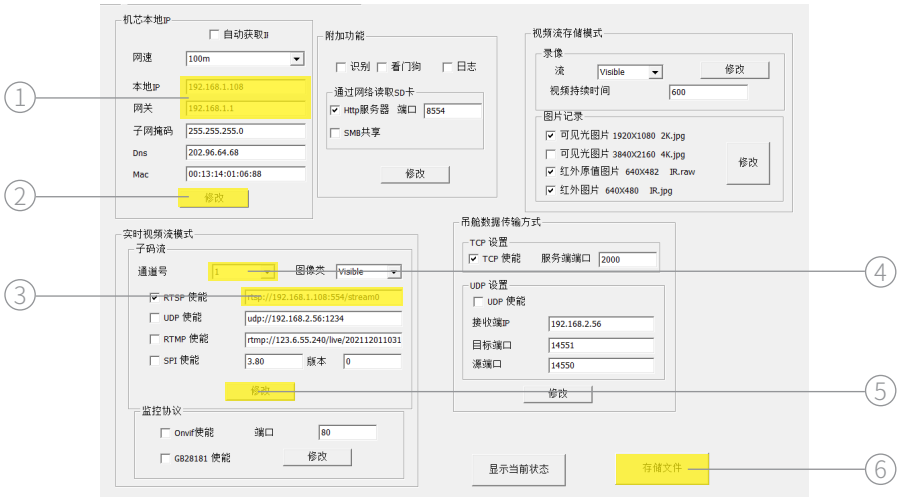 机芯本地IP
自动获取I
网速 100m
本地IP 192.168.1.108
网关 192.168.1.1
子网掩码 255.255.255.0
Dns 202.96.64.68
Mac 00:13:14:01:06:88
修改
附加功能
识别 看门狗 日志
通过网络读取SD卡
Http服务器 端口 8554
SMB共享
修改
视频流存储模式
录像
流 Visible 修改
视频持续时间 600
图片记录
可见光图片 1920X1080 2K.jpg
可见光图片 3840X2160 4K.jpg
红外原值图片 640X482 IR.raw
红外图片 640X480 IR.jpg
修改
实时视频流模式
子码流
通道号 1 图像类 Visible
RTSP 使能 rtsp://192.168.1.108:554/stream0
UDP 使能 udp://192.168.2.56:1234
RTMP 使能 rtmp://123.6.55.240/live/202112011031
SPI 使能 3.80 版本 0
修改
监控协议
Onvif使能 端口 80
GB28181 使能 修改
吊舱数据传输方式
TCP 设置
TCP 使能 服务端端口 2000
UDP 设置
UDP 使能
接收端IP 192.168.2.56
目标端口 14551
源端口 14550
修改
显示当前状态 存储文件
1
2
3
4
5
6